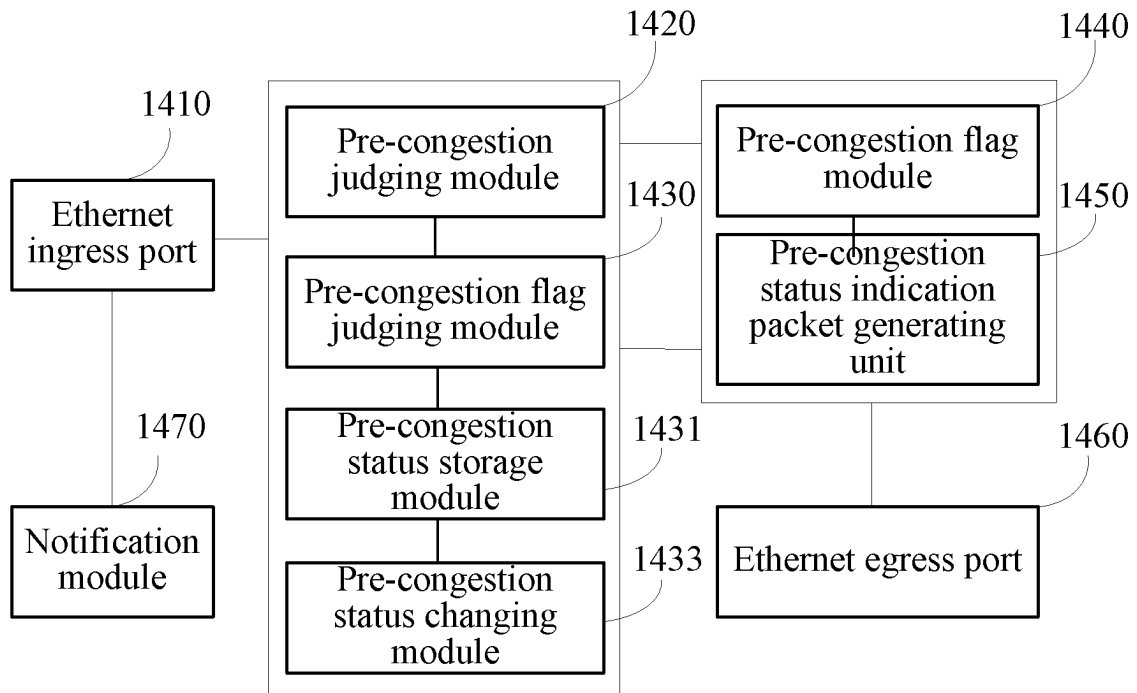 1420
1440
1410
Pre-congestion
judging module
Pre-congestion flag
module
1430
1450
Ethernet
ingress port
Pre-congestion flag
judging module
Pre-congestion
status indication
packet generating
unit
1470
Pre-congestion
status storage
module
1431
1460
Notification
module
Ethernet egress port
1433
Pre-congestion
status changing
module